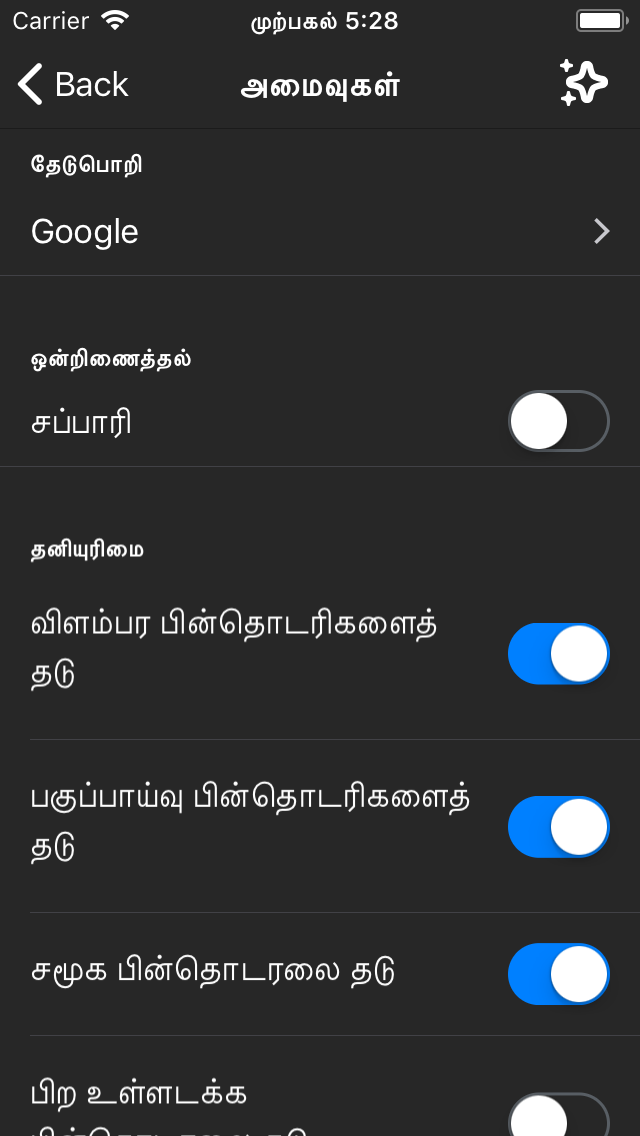 Carrier முற்பகல் 5:28
Back அமைவுகள்
தேடுபொறி
Google
ஒன்றிணைத்தல்
சப்பாரி
தனியுரிமை
விளம்பர பின்தொடரிகளைத்
தடு
பகுப்பாய்வு பின்தொடரிகளைத்
தடு
சமூக பின்தொடரலை தடு
பிற உள்ளடக்க